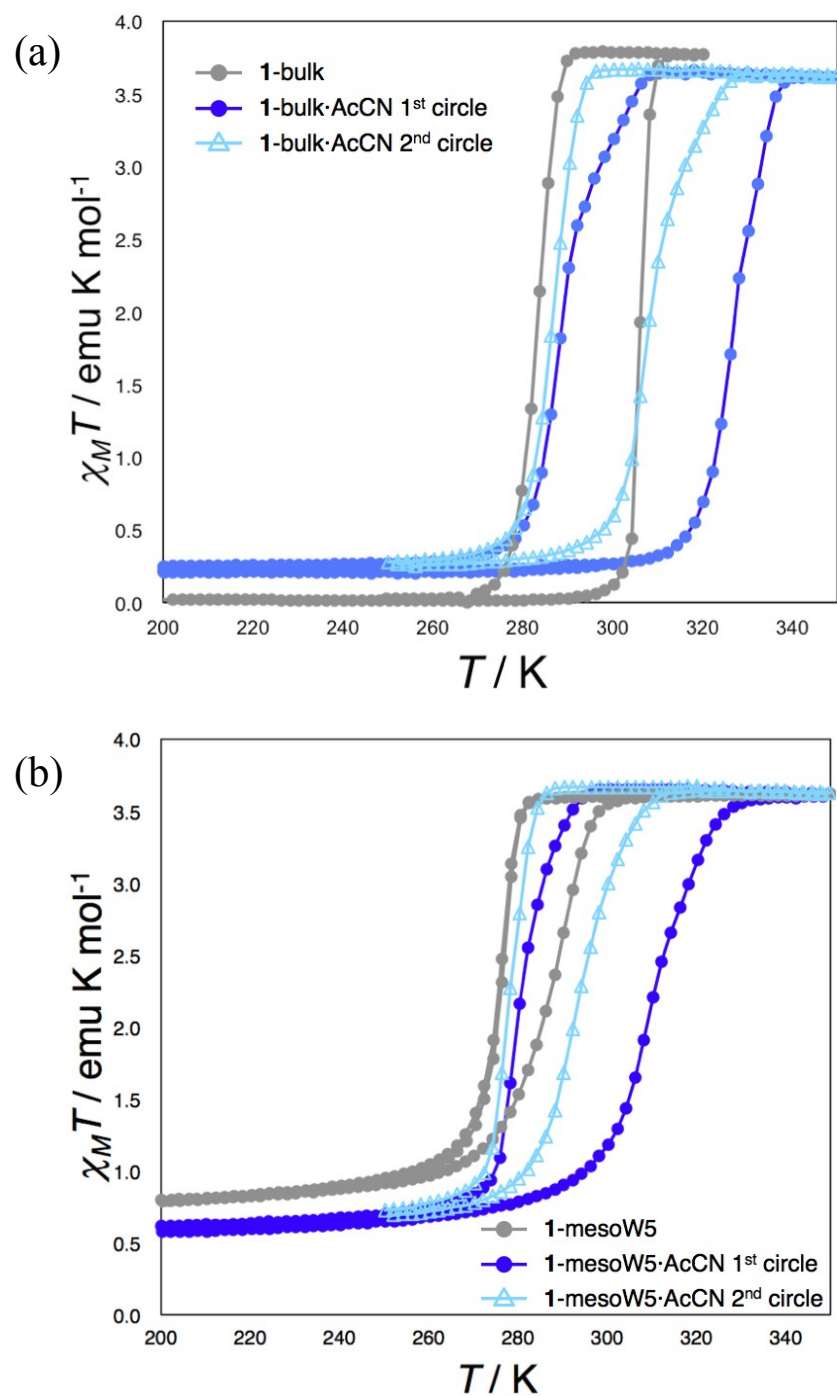 (a)
4.0
3.5
3.0
2.5
2.0
1.5
1.0
0.5
0.0
χMT / emu K mol-1
1-bulk
1-bulk·AcCN 1st circle
1-bulk·AcCN 2nd circle
200 220 240 260 280 300 320 340
T / K
(b)
4.0
3.5
3.0
2.5
2.0
1.5
1.0
0.5
0.0
χMT / emu K mol-1
1-mesoW5
1-mesoW5·AcCN 1st circle
1-mesoW5·AcCN 2nd circle
200 220 240 260 280 300 320 340
T / K